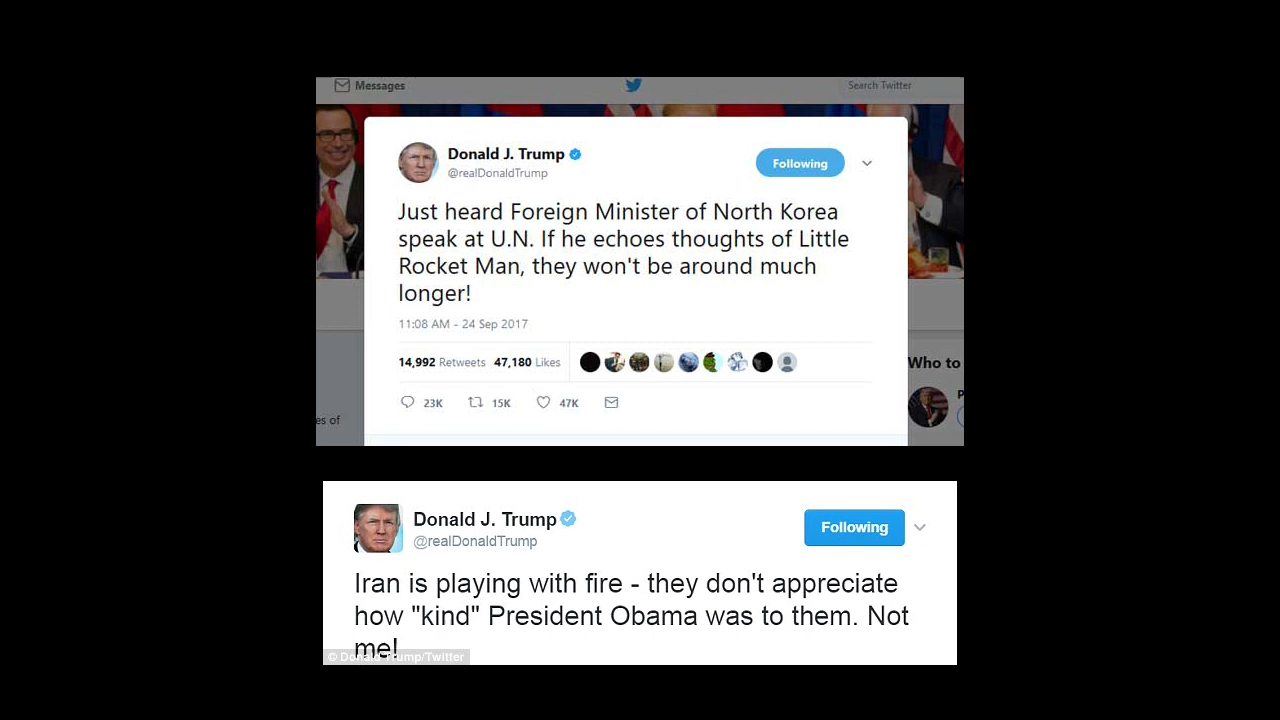 Messages
Search Twitter
Donald J. Trump
Following
@realDonaldTrump
Just heard Foreign Minister of North Korea
speak at U.N. If he echoes thoughts of Little
Rocket Man, they won't be around much
longer!
11:08 AM - 24 Sep 2017
14,992 Retweets 47,180 Likes
Who to
23K 15K 47K
es of
Donald J. Trump
Following
@realDonaldTrump
Iran is playing with fire - they don't appreciate
how "kind" President Obama was to them. Not
me!
© Donald Trump/Twitter